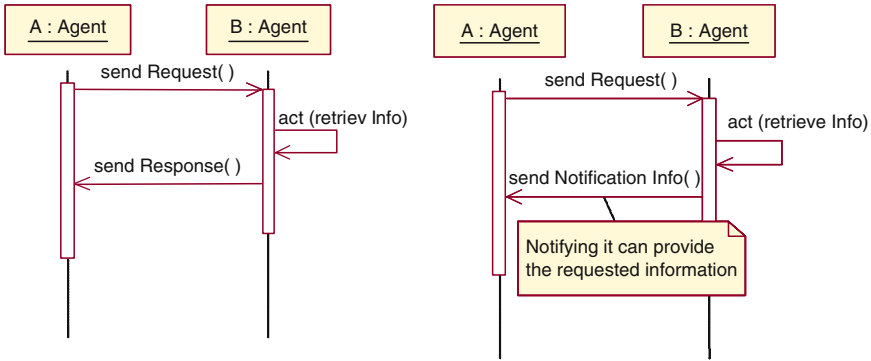 A : Agent
B : Agent
send Request( )
act (retriev Info)
send Response( )
A : Agent
B : Agent
send Request( )
act (retrieve Info)
send Notification Info( )
Notifying it can provide
the requested information